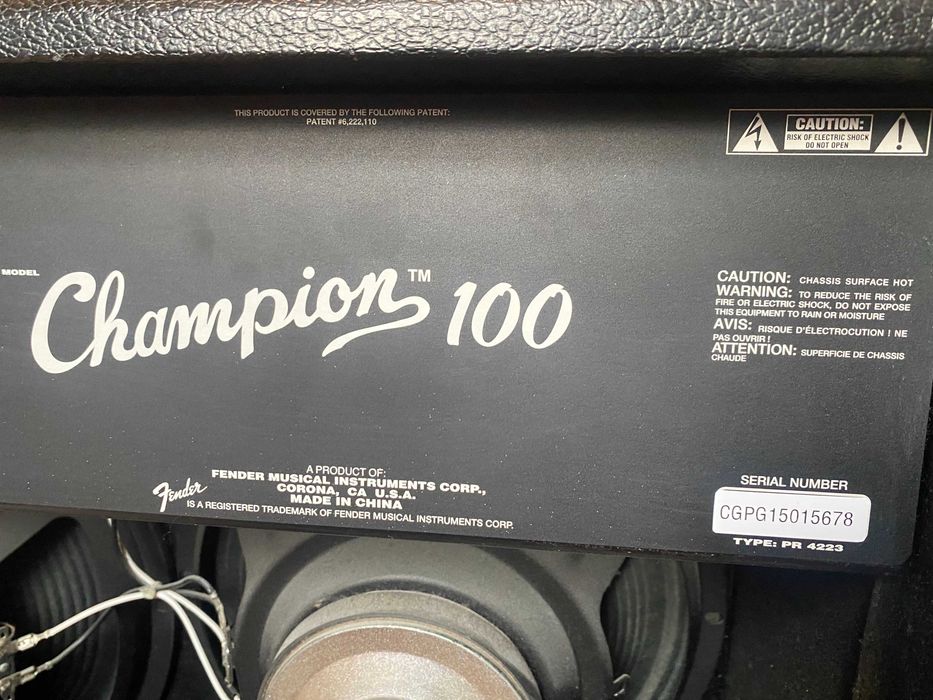 THIS PRODUCT IS COVERED BY THE FOLLOWING PATENT:
PATENT #6,222,110
CAUTION:
RISK OF ELECTRIC SHOCK
DO NOT OPEN
MODEL
Champion™ 100
CAUTION: CHASSIS SURFACE HOT
WARNING: TO REDUCE THE RISK OF
FIRE OR ELECTRIC SHOCK, DO NOT EXPOSE
THIS EQUIPMENT TO RAIN OR MOISTURE
AVIS: RISQUE D'ÉLECTROCUTION ! NE
PAS OUVRIR !
ATTENTION: SUPERFICIE DE CHASSIS
CHAUDE
A PRODUCT OF:
FENDER MUSICAL INSTRUMENTS CORP.,
CORONA, CA U.S.A.
MADE IN CHINA
Fender
IS A REGISTERED TRADEMARK OF FENDER MUSICAL INSTRUMENTS CORP.
SERIAL NUMBER
CGPG15015678
TYPE: PR 4223